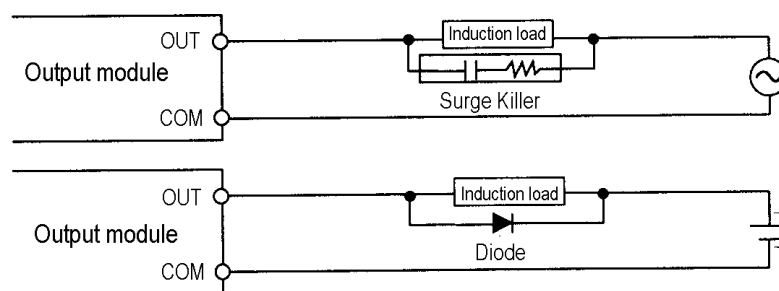 OUT
Induction load
Output module
Surge Killer
COM
OUT
Induction load
Output module
Diode
COM